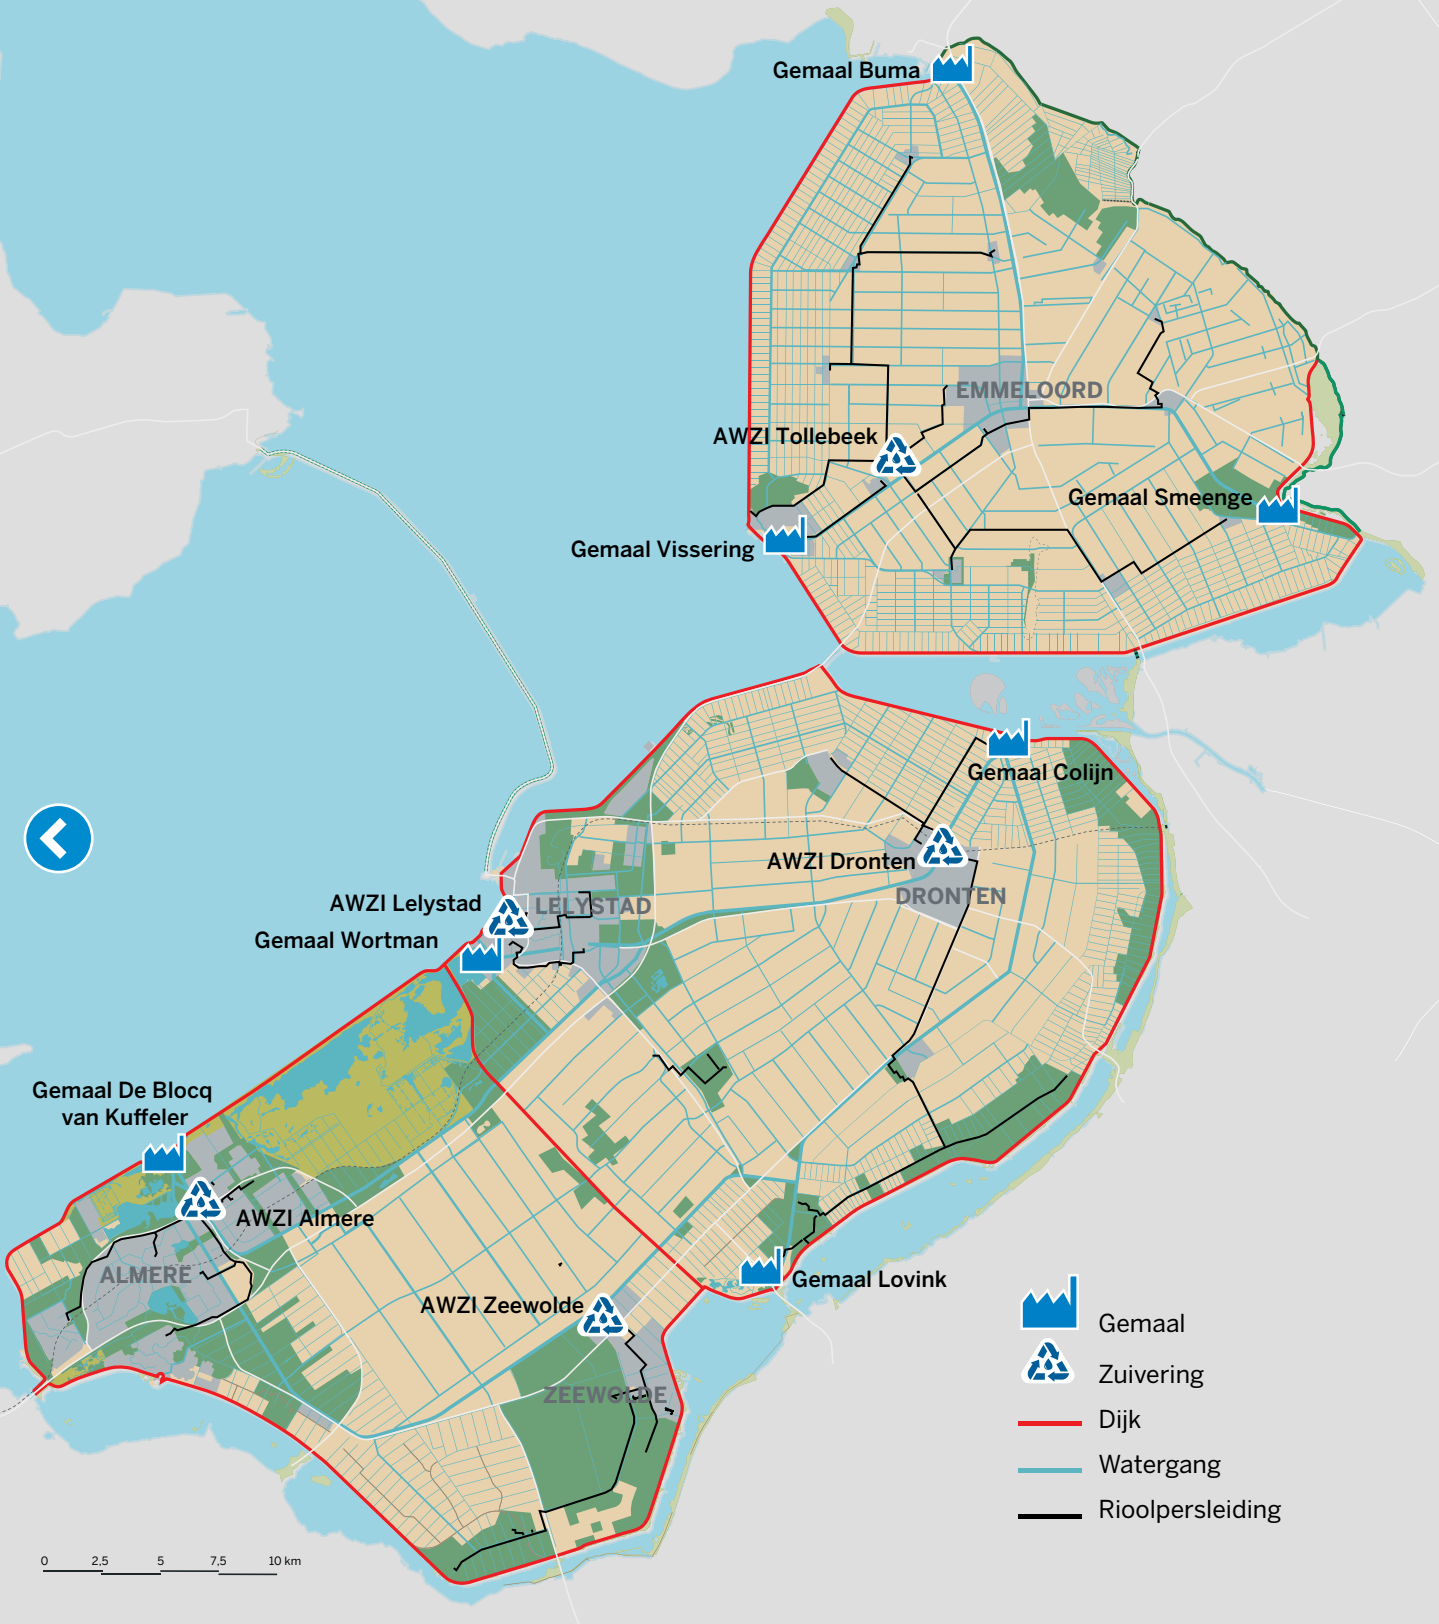 Gemaal Buma
EMMELOORD
AWZI Tollebeek
Gemaal Smeenge
Gemaal Vissering
Gemaal Colijn
AWZI Dronten
DRONTEN
AWZI Lelystad
LELYSTAD
Gemaal Wortman
Gemaal De Blocq
van Kuffeler
AWZI Almere
ALMERE
Gemaal Lovink
AWZI Zeewolde
ZEEWOLDE
Gemaal
Zuivering
Dijk
Watergang
Rioolpersleiding
0 2,5 5 7,5 10 km